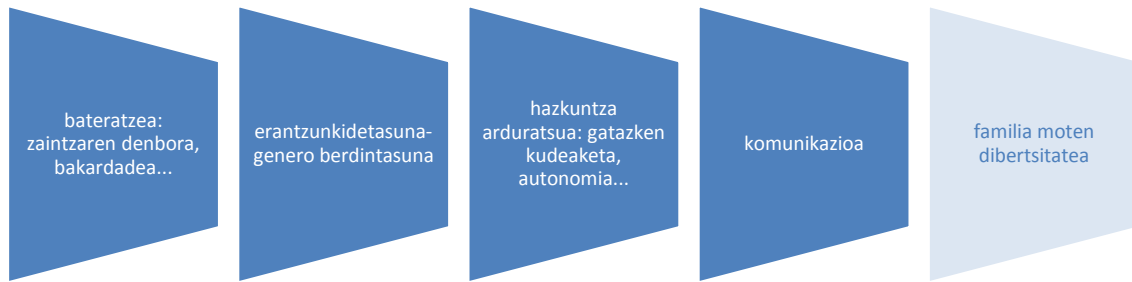 bateratzea:
zaintzaren denbora,
bakardadea...
erantzunkidetasuna-
genero berdintasuna
hazkuntza
arduratsua: gatazken
kudeaketa,
autonomia...
komunikazioa
familia moten
dibertsitatea